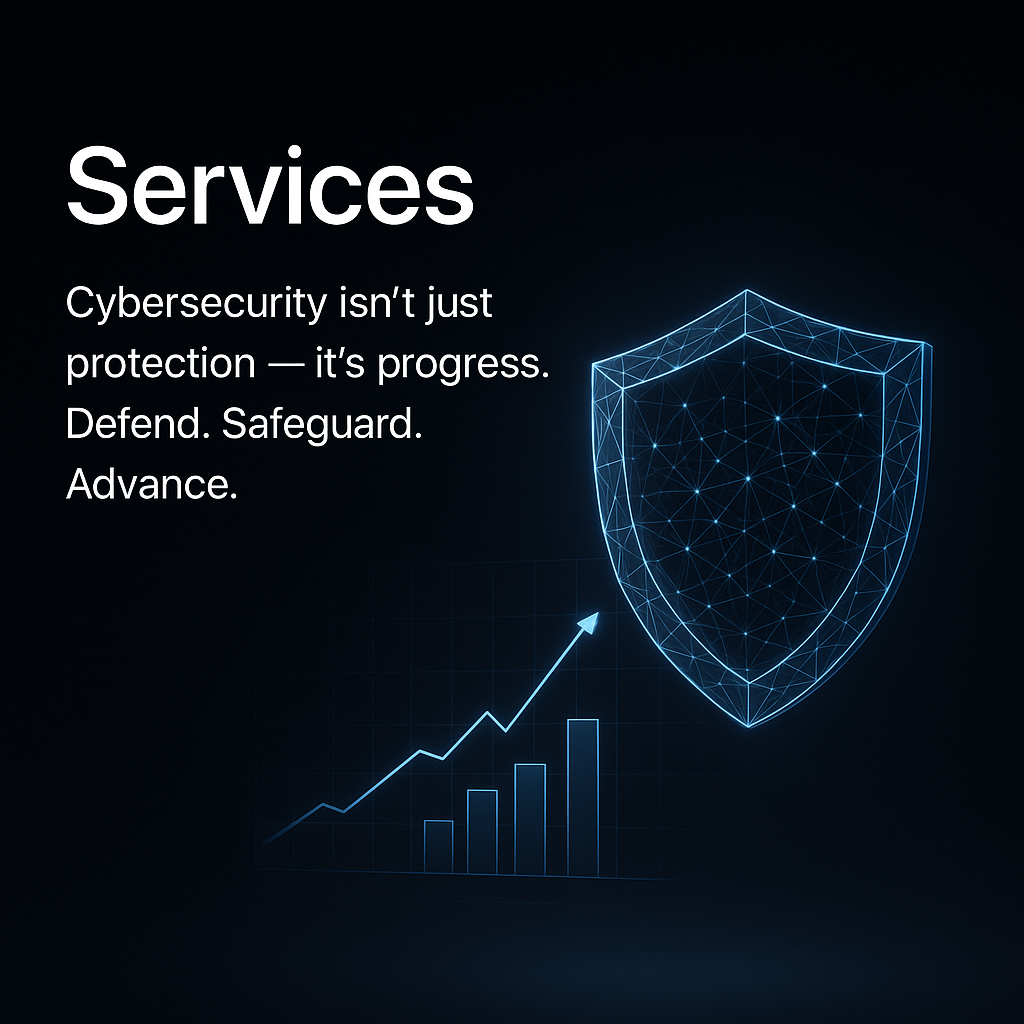 Services
Cybersecurity isn’t just
protection — it’s progress.
Defend. Safeguard.
Advance.